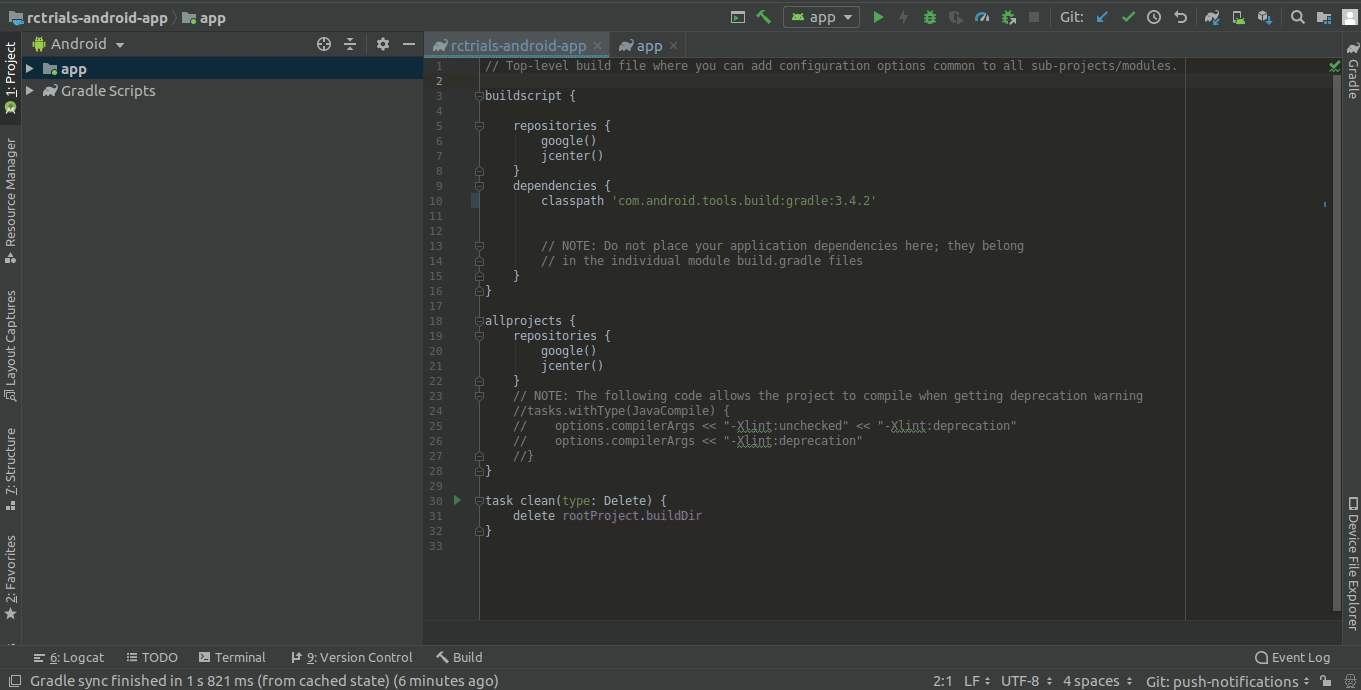 rctrials-android-app app
app
Git:
Android
rctrials-android-app
app
1: Project
app
Gradle Scripts
Resource Manager
Layout Captures
7: Structure
2: Favorites
1 // Top-level build file where you can add configuration options common to all sub-projects/modules.
2
3 buildscript {
4
5 repositories {
6 google()
7 jcenter()
8 }
9 dependencies {
10 classpath 'com.android.tools.build:gradle:3.4.2'
11
12
13 // NOTE: Do not place your application dependencies here; they belong
14 // in the individual module build.gradle files
15 }
16 }
17
18 allprojects {
19 repositories {
20 google()
21 jcenter()
22 }
23 // NOTE: The following code allows the project to compile when getting deprecation warning
24 //tasks.withType(JavaCompile) {
25 // options.compilerArgs << "-Xlint:unchecked" << "-Xlint:deprecation"
26 // options.compilerArgs << "-Xlint:deprecation"
27 //}
28 }
29
30 task clean(type: Delete) {
31 delete rootProject.buildDir
32 }
33
Gradle
Device File Explorer
6: Logcat TODO Terminal 9: Version Control Build Event Log
Gradle sync finished in 1 s 821 ms (from cached state) (6 minutes ago) 2:1 LF UTF-8 4 spaces Git: push-notifications